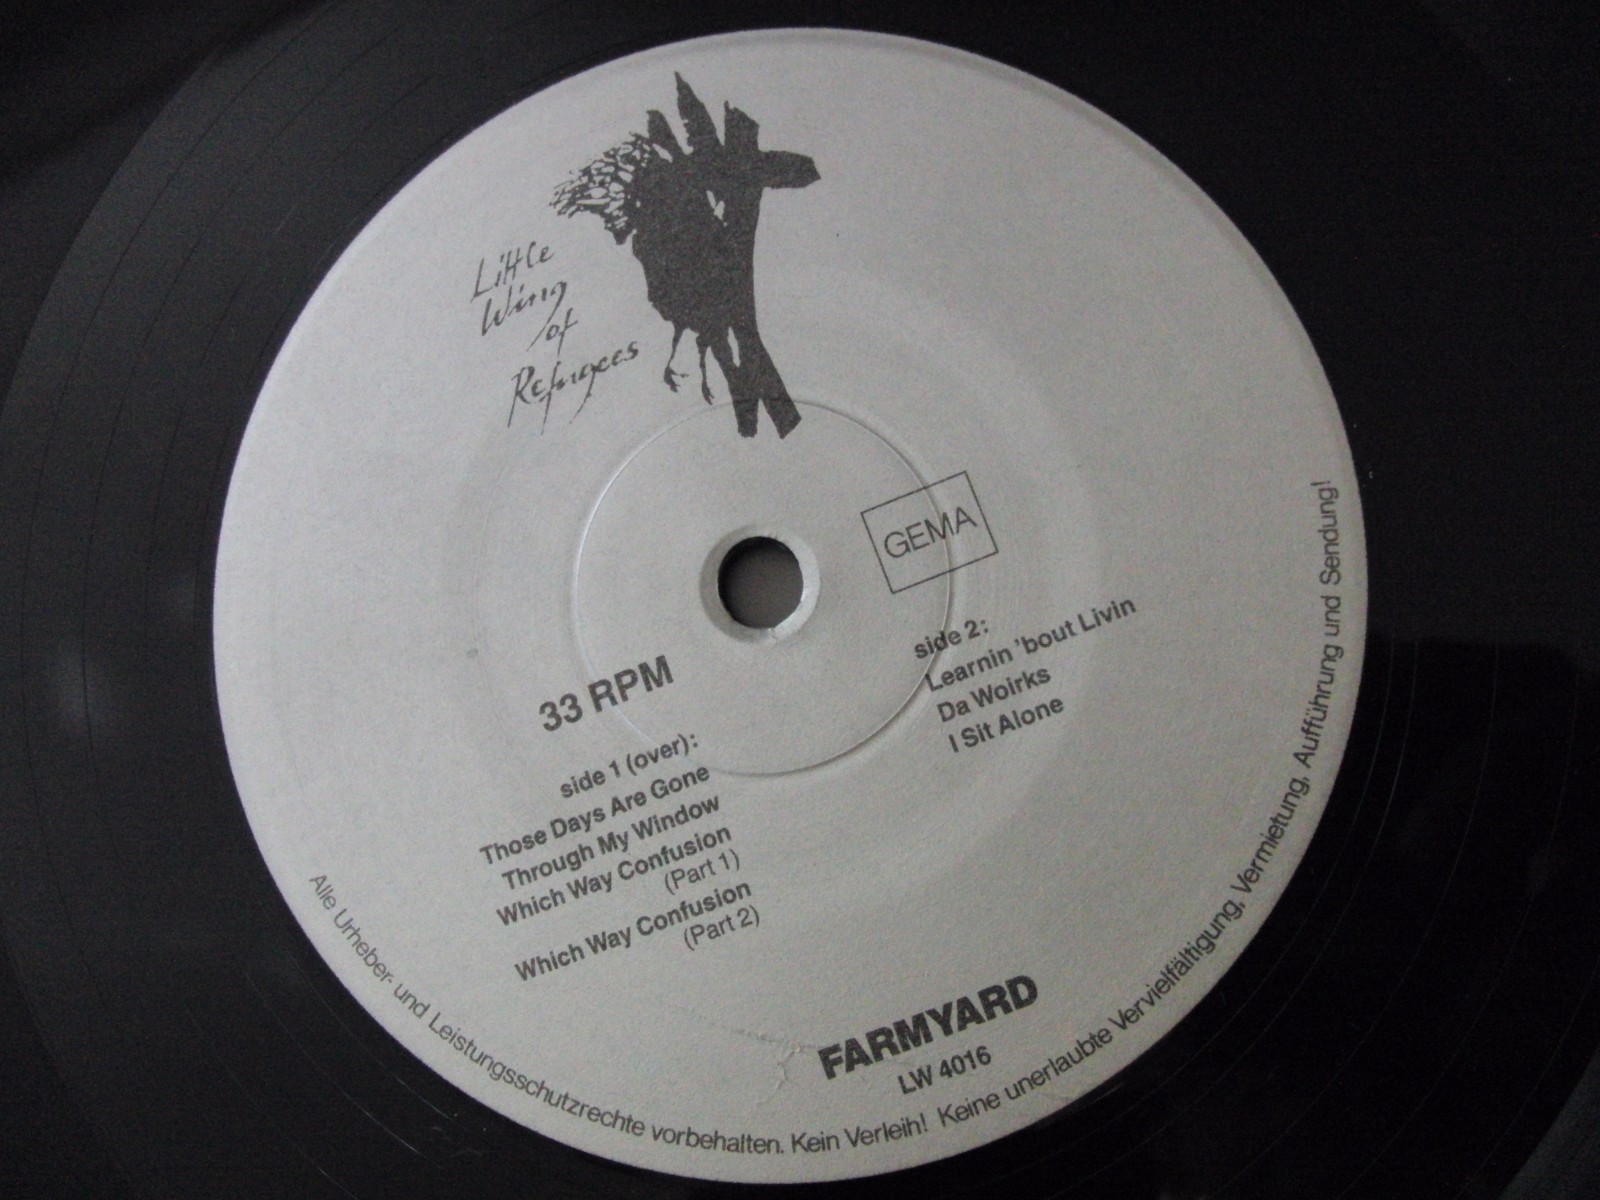 Little
Wing
of
Refugees
GEMA
33 RPM
side 1 (over):
Those Days Are Gone
Through My Window
Which Way Confusion
(Part 1)
Which Way Confusion
(Part 2)
side 2:
Learnin 'bout Livin
Da Woirks
I Sit Alone
FARMYARD
LW 4016
Alle Urheber- und Leistungsschutzrechte vorbehalten. Kein Verleih! Keine unerlaubte Vervielfältigung, Vermietung, Aufführung und Sendung!